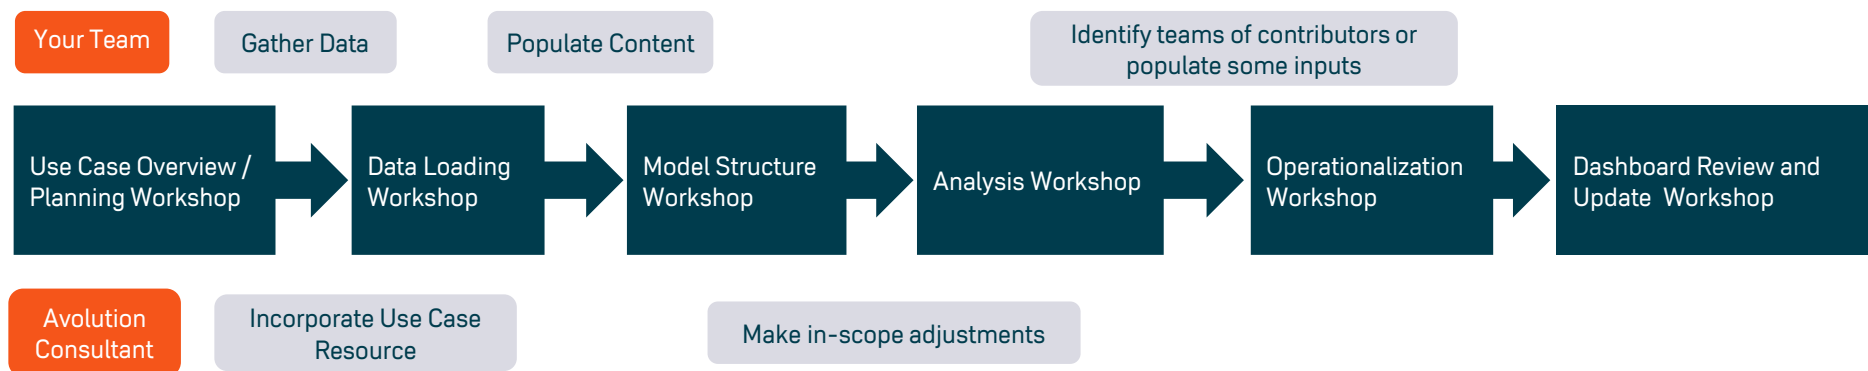 Your Team
Gather Data
Populate Content
Identify teams of contributors or
populate some inputs
Use Case Overview /
Planning Workshop
Data Loading
Workshop
Model Structure
Workshop
Analysis Workshop
Operationalization
Workshop
Dashboard Review and
Update Workshop
Avolution
Consultant
Incorporate Use Case
Resource
Make in-scope adjustments